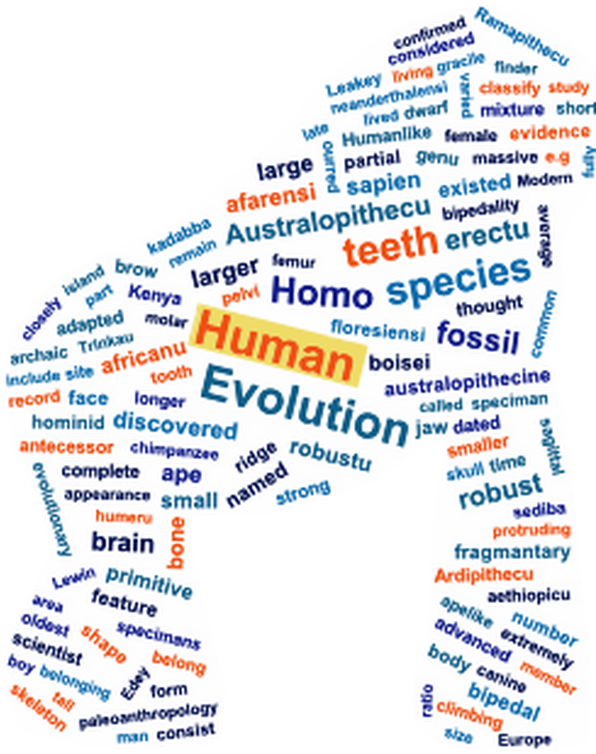 confirmed
Ramapithecu
considered
Leakey living gracile finder
neanderthalensi varied classify study
lived dwarf mixture short
late ourred Humanlike female evidence
large partial genu massive e.g fully
afarensi sapien existed Modern
kadabba Australopithecu bipedality average
remain teeth erectu
island brow larger femur
closely part Kenya pelvi Homo species
adapted molar thought common
archaic Trinkau Human floresiensi fossil
include site africanu boisei
tooth Evolution australopithecine
record face longer called speciman
hominid discovered jaw dated
antecessor chimpanzee ridge robustu smaller sagittal
evolutionary complete ape named skull time
appearance small strong robust
humeru bone sediba
brain protruding
fragmantary
Lewin primitive Ardipithecu
area feature aethiopicu
oldest shape specimans apelike number
scientist belong advanced extremely
boy belonging Edey body canine member
skeleton tall form ratio bipedal
paleoanthropology climbing
man consist size Europe